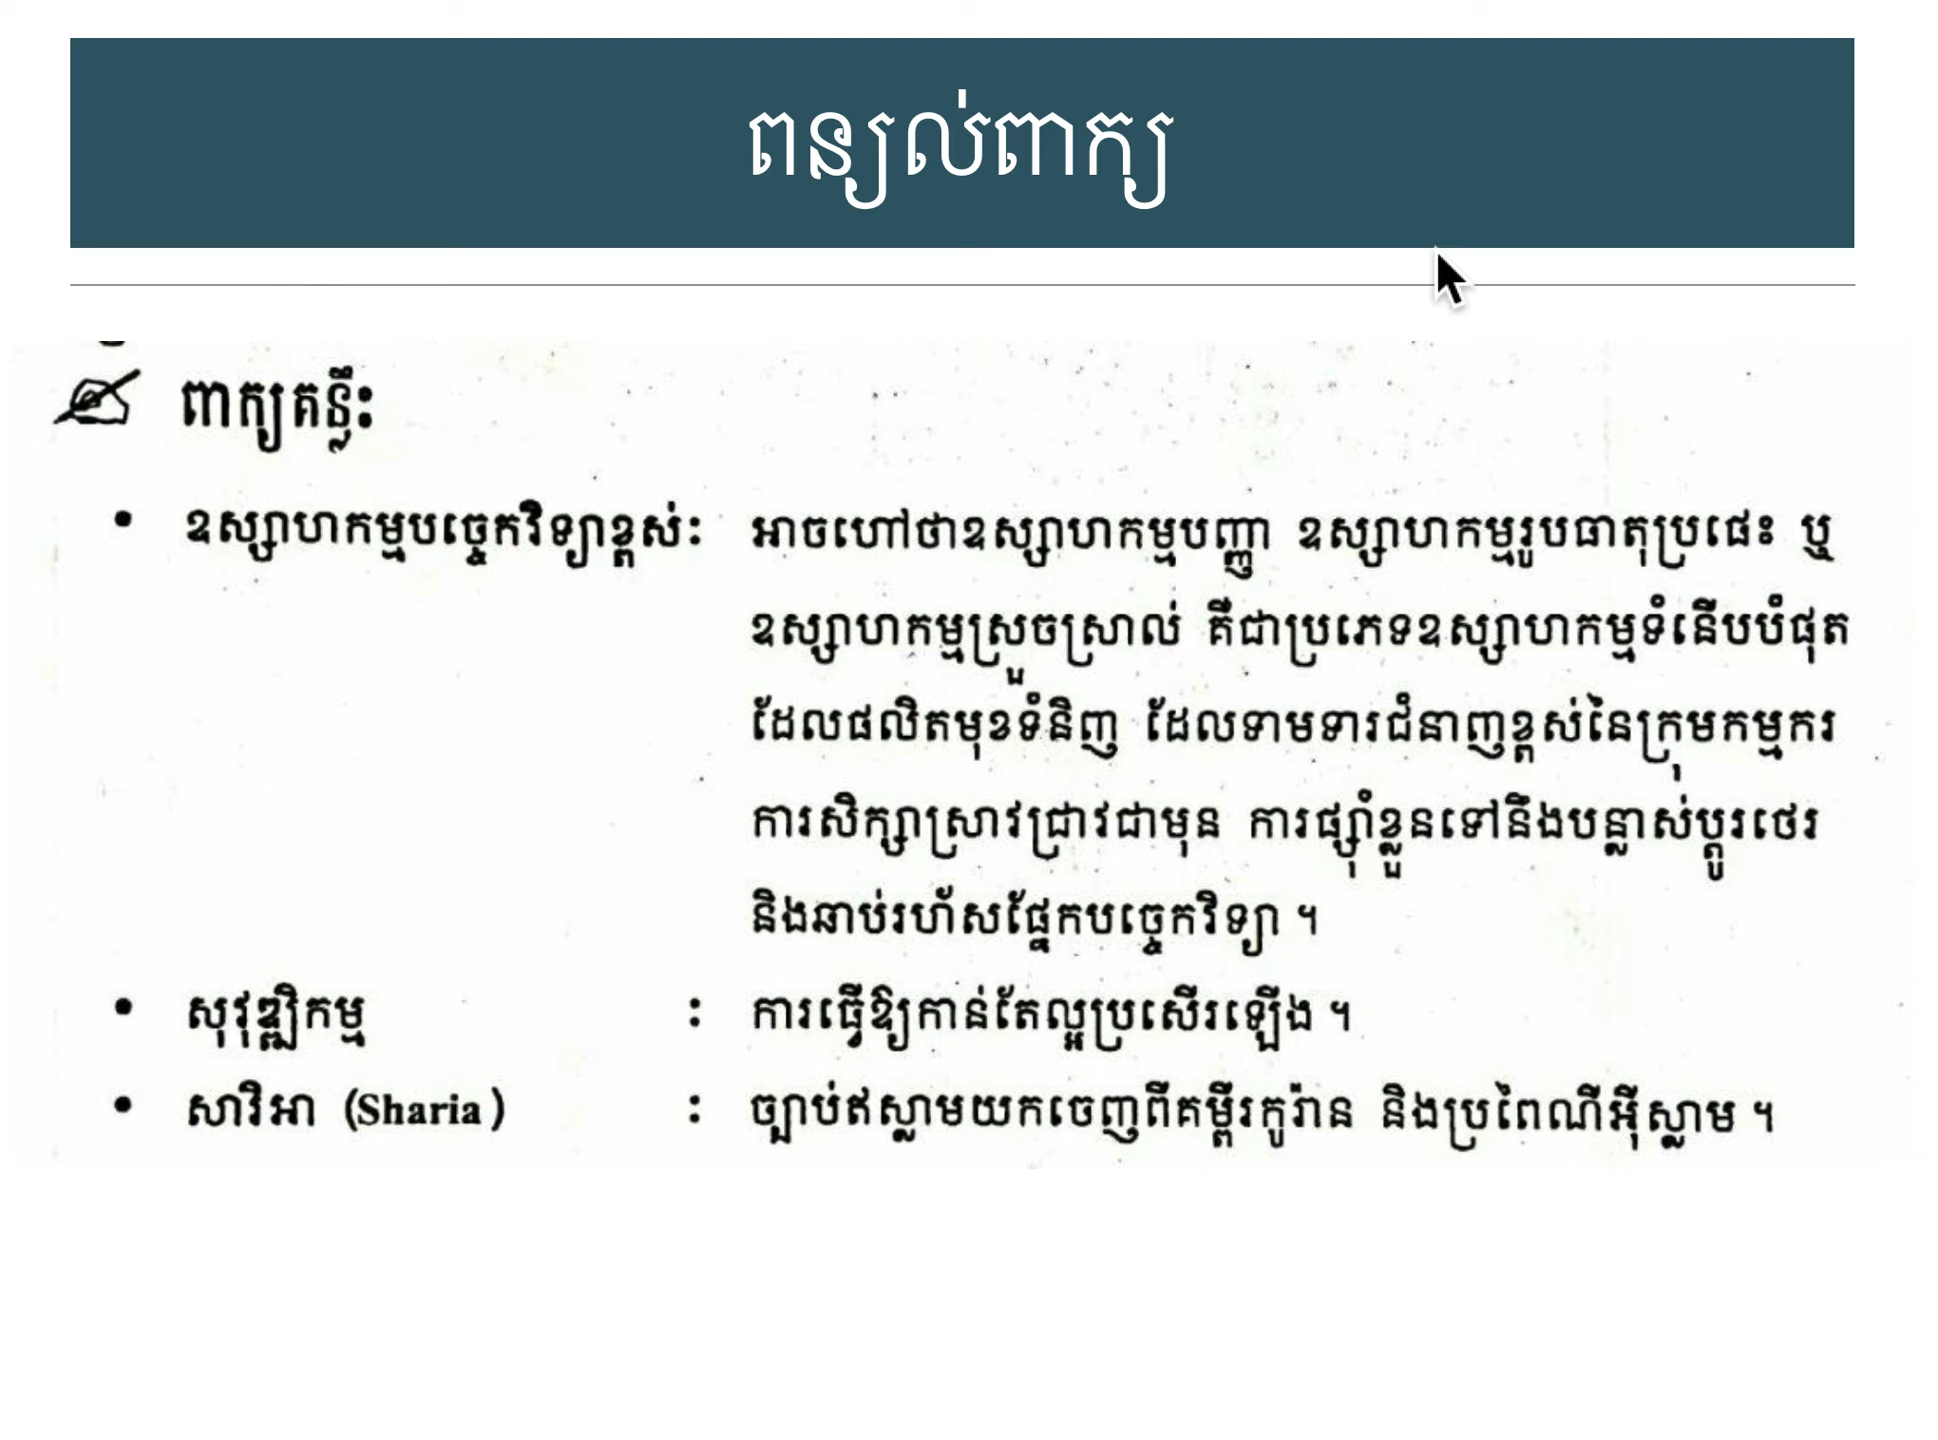 ពន្យល់ពាក្យ
ពាក្យគន្លឹះ
• ឧស្សាហកម្មបច្ចេកវិទ្យាខ្ពស់: អាចហៅថាឧស្សាហកម្មបញ្ញា ឧស្សាហកម្មរូបធាតុប្រផេះ ឬ
ឧស្សាហកម្មស្រួចស្រាល់ គឺជាប្រភេទឧស្សាហកម្មទំនើបបំផុត
ដែលផលិតមុខទំនិញ ដែលទាមទារជំនាញខ្ពស់នៃក្រុមកម្មករ
ការសិក្សាស្រាវជ្រាវជាមុន ការផ្សាំខ្លួនទៅនឹងបន្លាស់ប្តូរថេរ
និងឆាប់រហ័សផ្នែកបច្ចេកវិទ្យា ។
• សុវុឌ្ឍិកម្ម : ការធ្វើឱ្យកាន់តែល្អប្រសើរឡើង ។
• សាវិអា (Sharia) : ច្បាប់ឥស្លាមយកចេញពីគម្ពីរកូរ៉ាន និងប្រពៃណីអ៊ីស្លាម ។